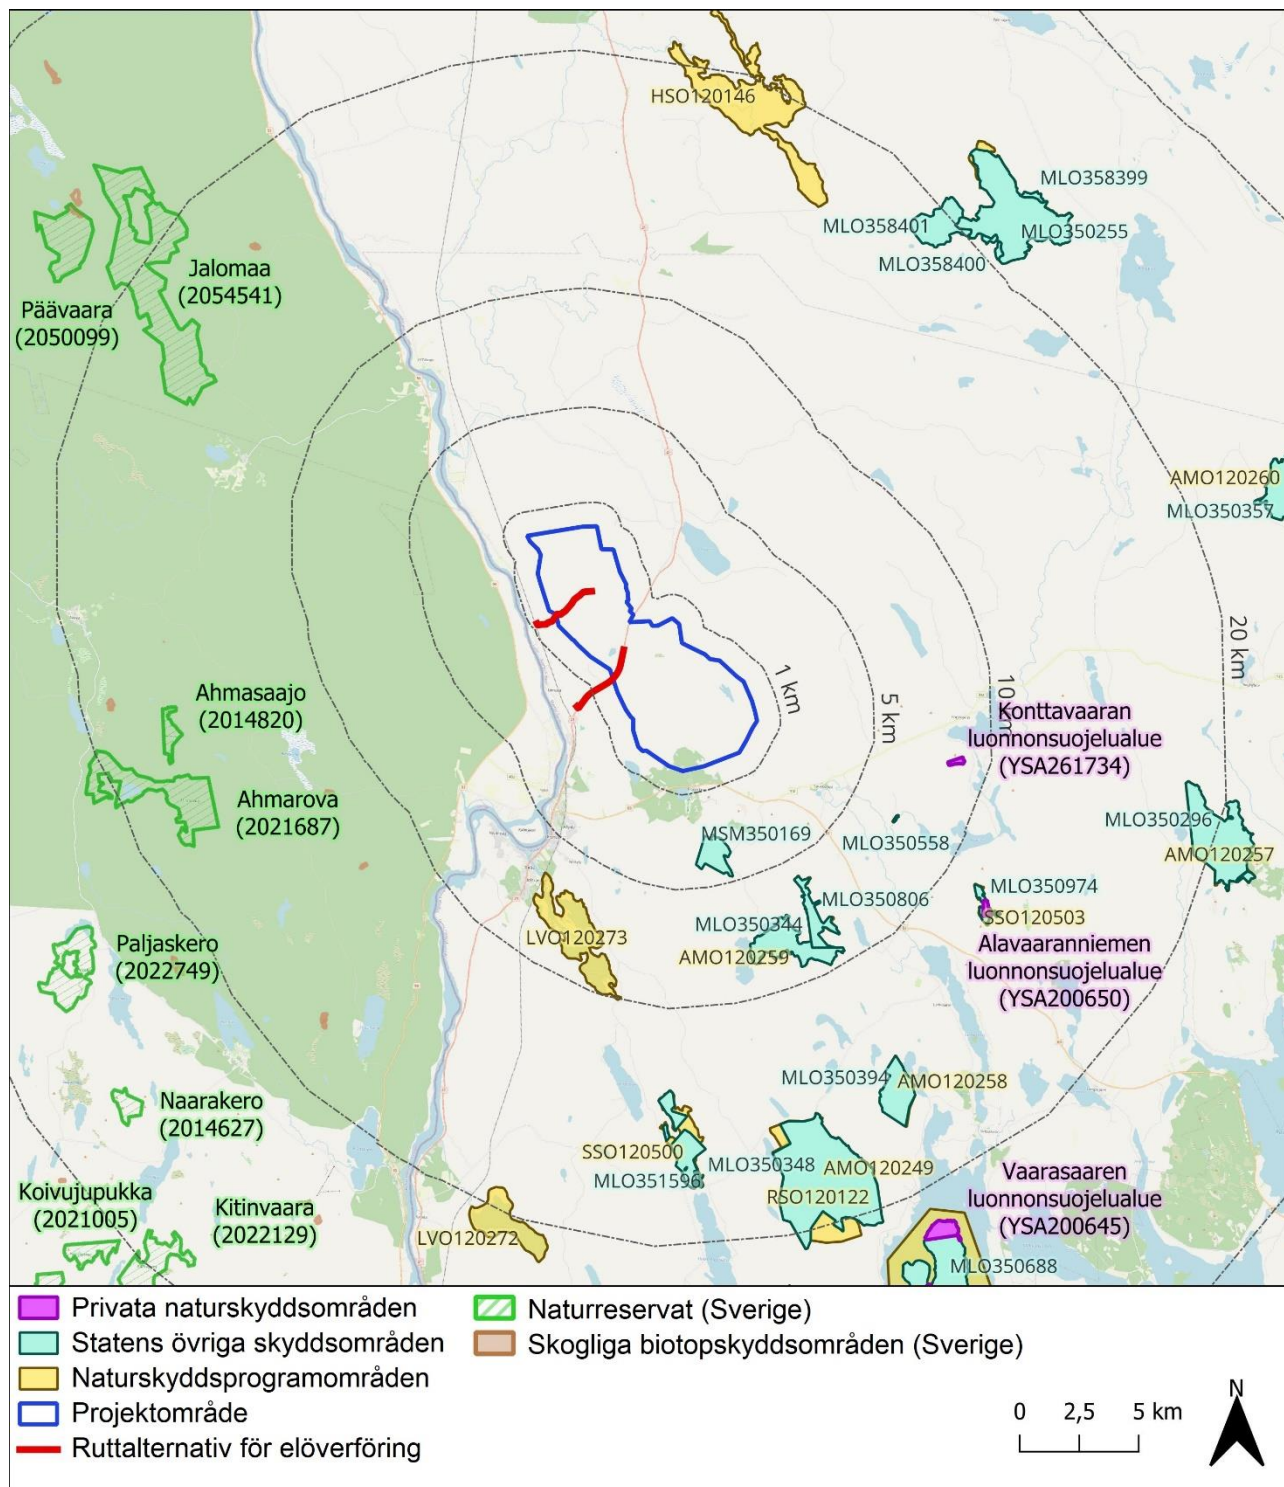 HSO120146
MLO358399
MLO358401
MLO350255
MLO358400
Jalomaa
(2054541)
Päävaara
(2050099)
AMO120260
MLO350357
20 km
1 km
5 km
10 km
Ahmasaajo
(2014820)
Konttavaaran
luonnonsuojelualue
(YSA261734)
Ahmarova
(2021687)
MLO350296
MSM350169
MLO350558
AMO120257
MLO350974
MLO350806
SSO120503
MLO350344
LVO120273
AMO120259
Alavaaranniemen
luonnonsuojelualue
(YSA200650)
Paljaskero
(2022749)
MLO350394
AMO120258
Naarakero
(2014627)
SSO120500
MLO350348
AMO120249
MLO351596
RSO120122
Vaarasaaren
luonnonsuojelualue
(YSA200645)
Koivujupukka
(2021005)
Kitinvaara
(2022129)
LVO120272
MLO350688
Privata naturskyddsområden
Statens övriga skyddsområden
Naturskyddsprogramområden
Projektområde
Ruttalternativ för elöverföring
Naturreservat (Sverige)
Skogliga biotopskyddsområden (Sverige)
0 2,5 5 km
N